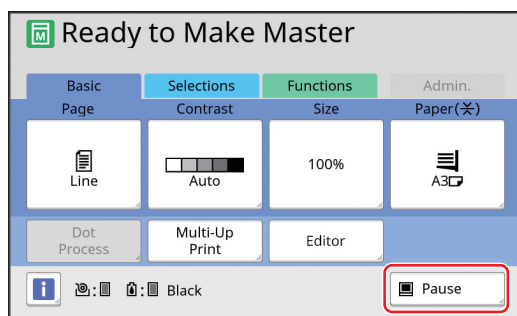 Ready to Make Master
Basic Selections Functions Admin.
Page Contrast Size Paper(⚹)
Line Auto 100% A3
Dot Process Multi-Up Print Editor
i : : Black Pause